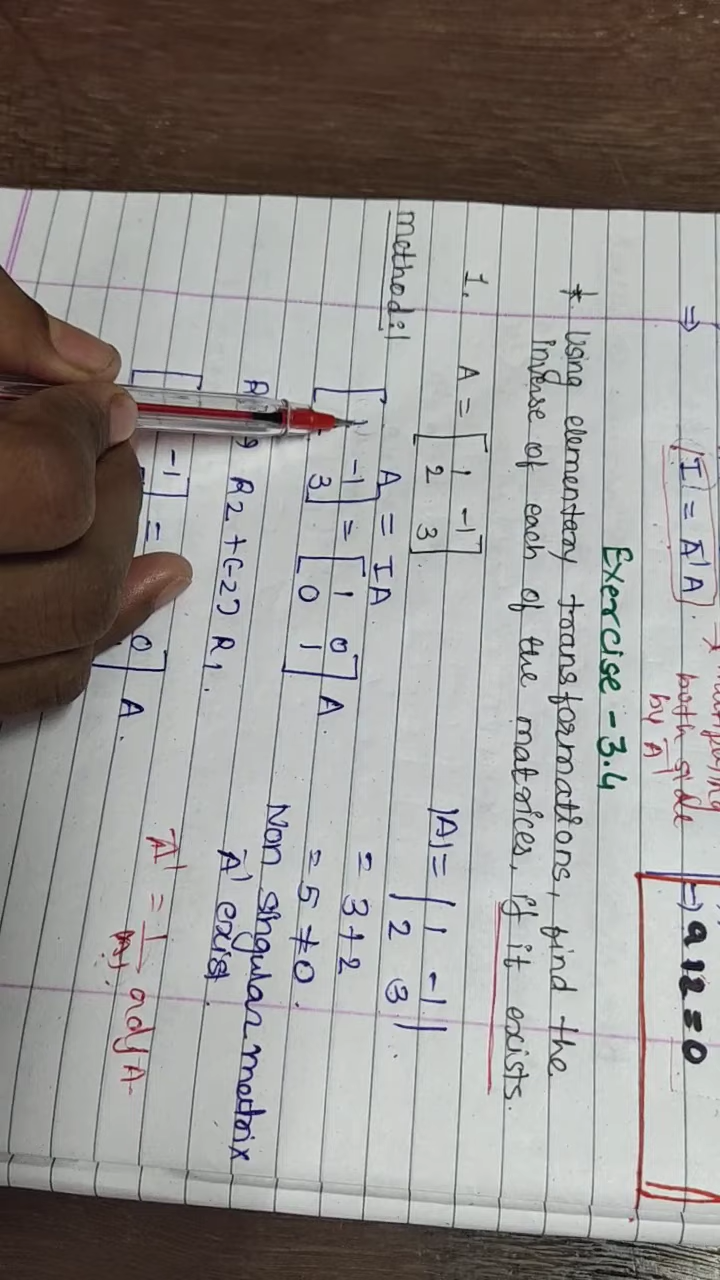 ⇒ |I = A⁻¹A|.
both side
by A⁻¹
⇒) a12=0
Exercise - 3.4
* Using elementary transformations, find the
inverse of each of the matrices, if it exists.
1. A = [1 -1
2 3].
|A| = |1 -1
2 3|.
= 3+2
= 5 ≠0.
Non singular matrix
A⁻¹ exist.
method:1
A = IA.
[1 -1
3] = [1 0
0 1] A.
R2 + (-2) R1.
[ -1] = 0] A.
A⁻¹ = 1/|A| adj A